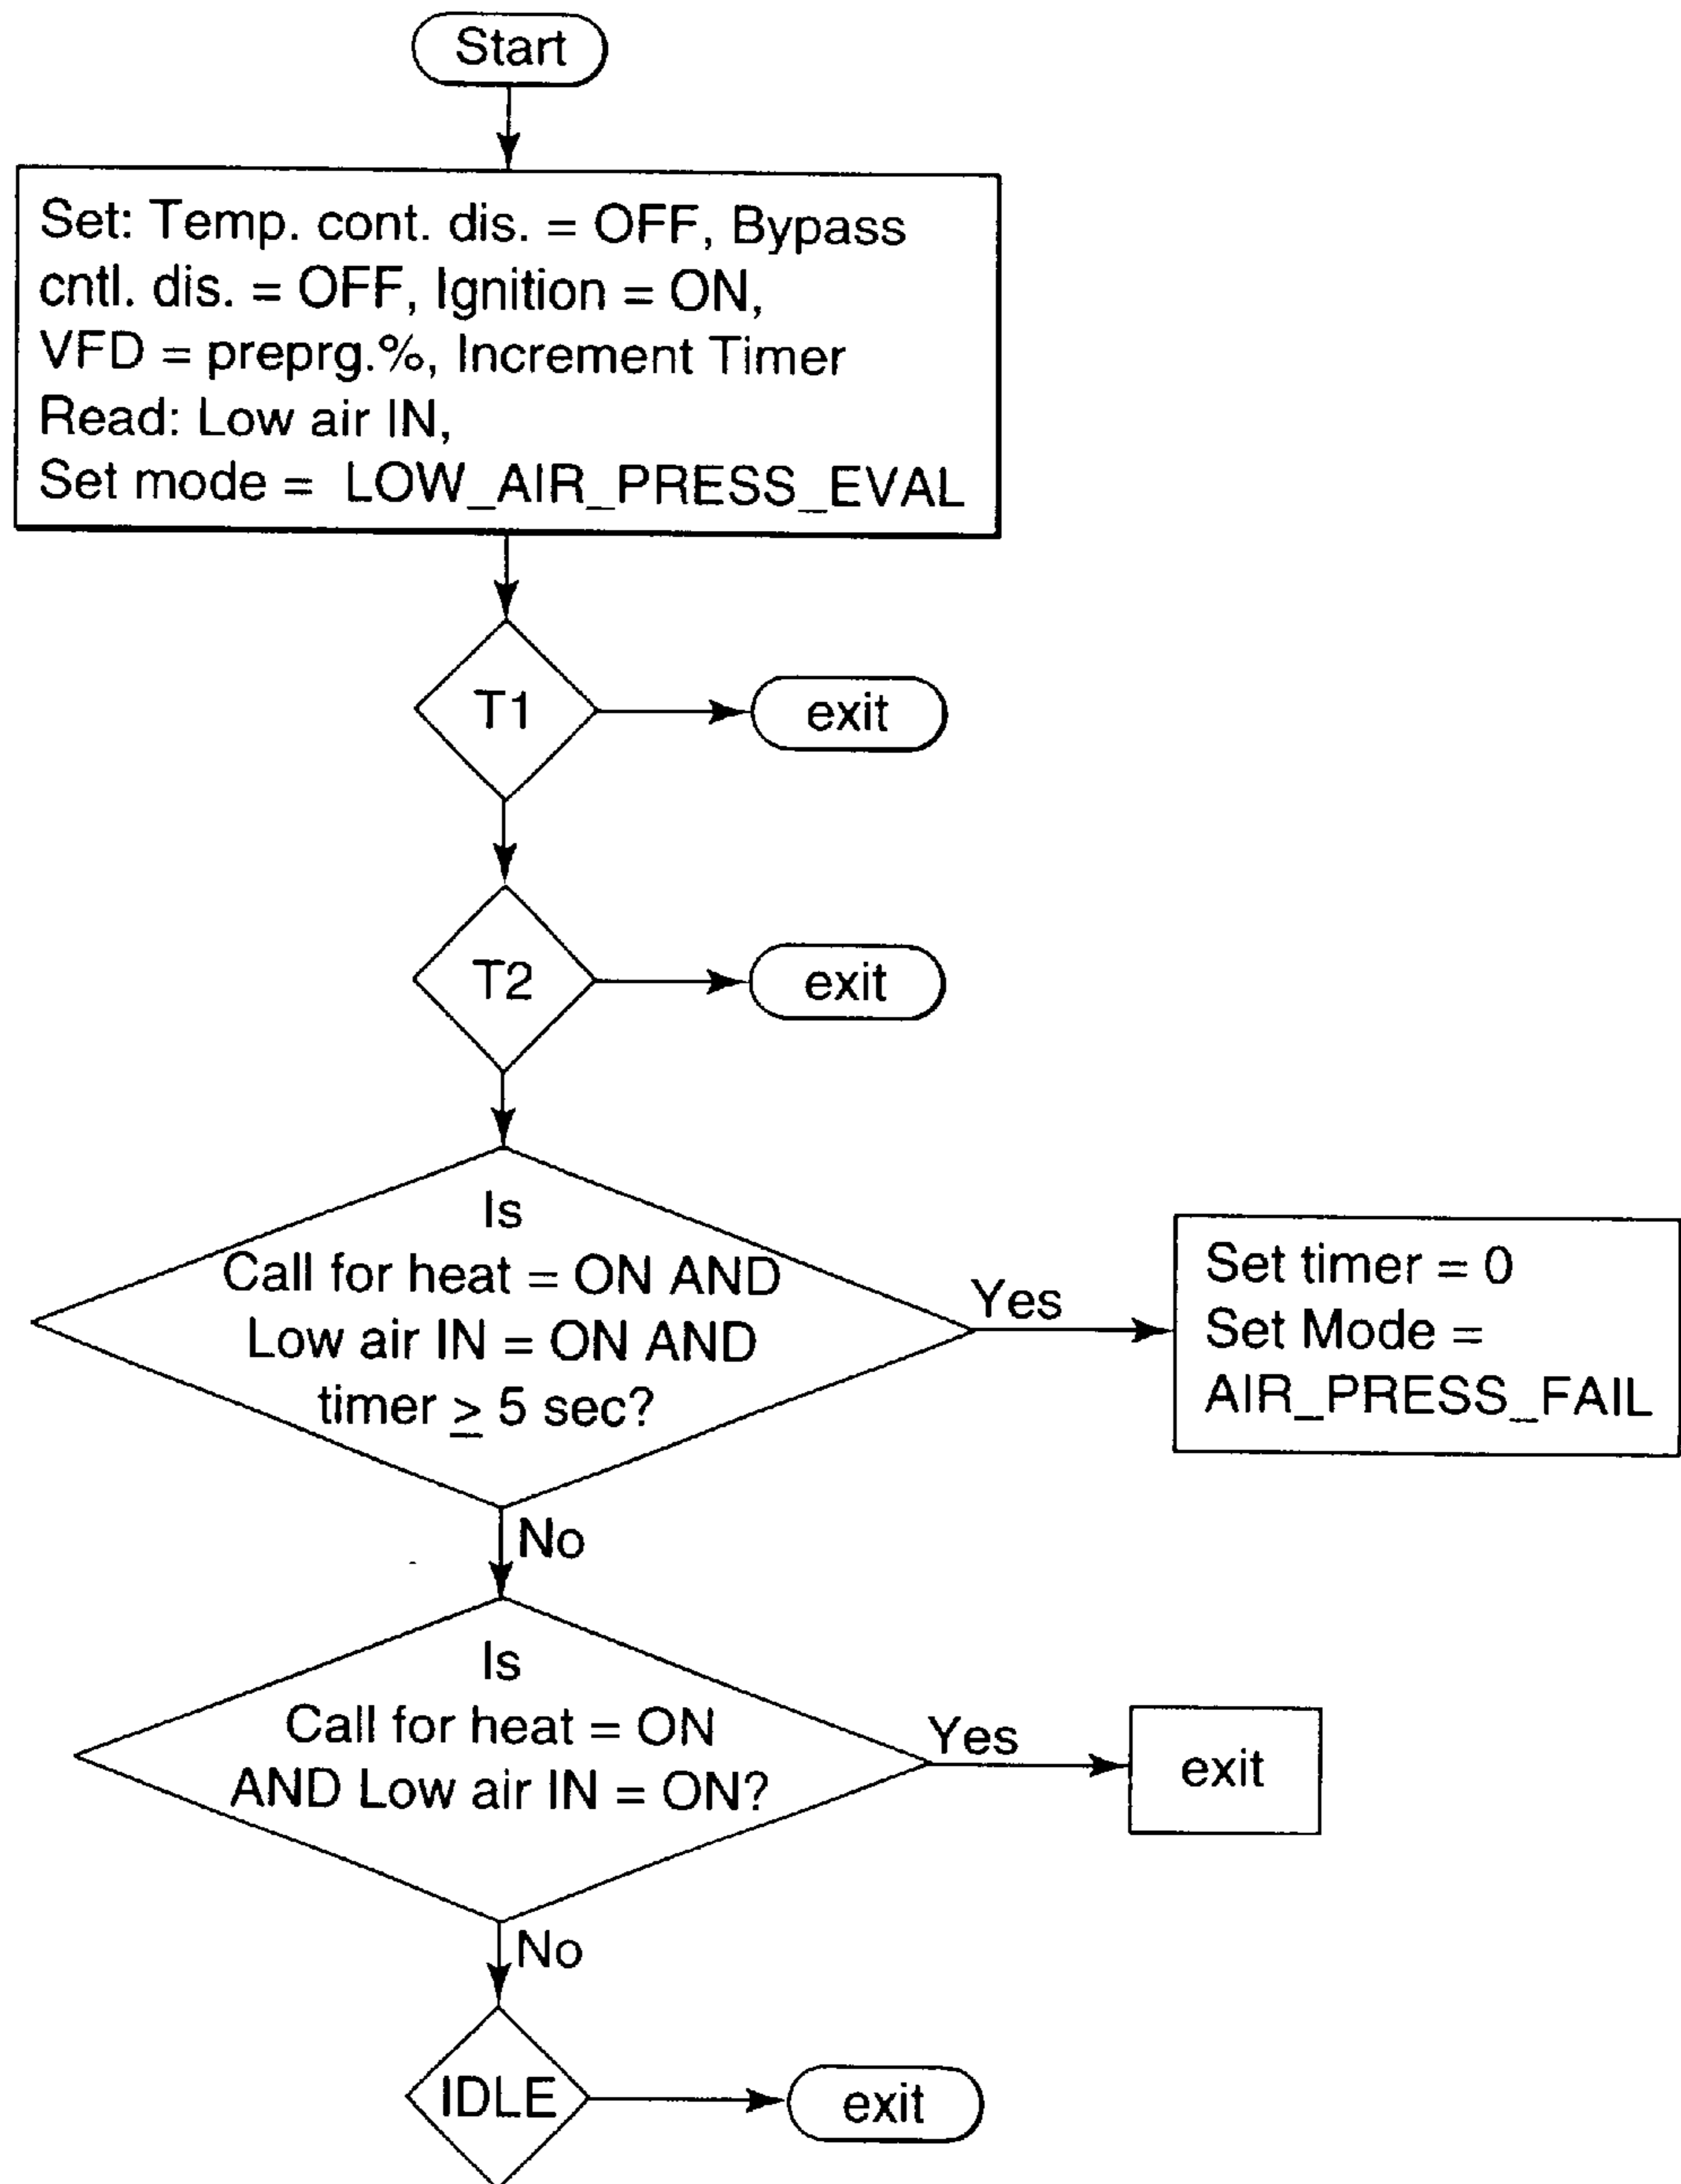 Start
Set: Temp. cont. dis. = OFF, Bypass
cntl. dis. = OFF, Ignition = ON,
VFD = preprg.%, Increment Timer
Read: Low air IN,
Set mode = LOW_AIR_PRESS_EVAL
T1
exit
T2
exit
Is
Call for heat = ON AND
Low air IN = ON AND
timer ≥ 5 sec?
Yes
Set timer = 0
Set Mode =
AIR_PRESS_FAIL
No
Is
Call for heat = ON
AND Low air IN = ON?
Yes
exit
No
IDLE
exit